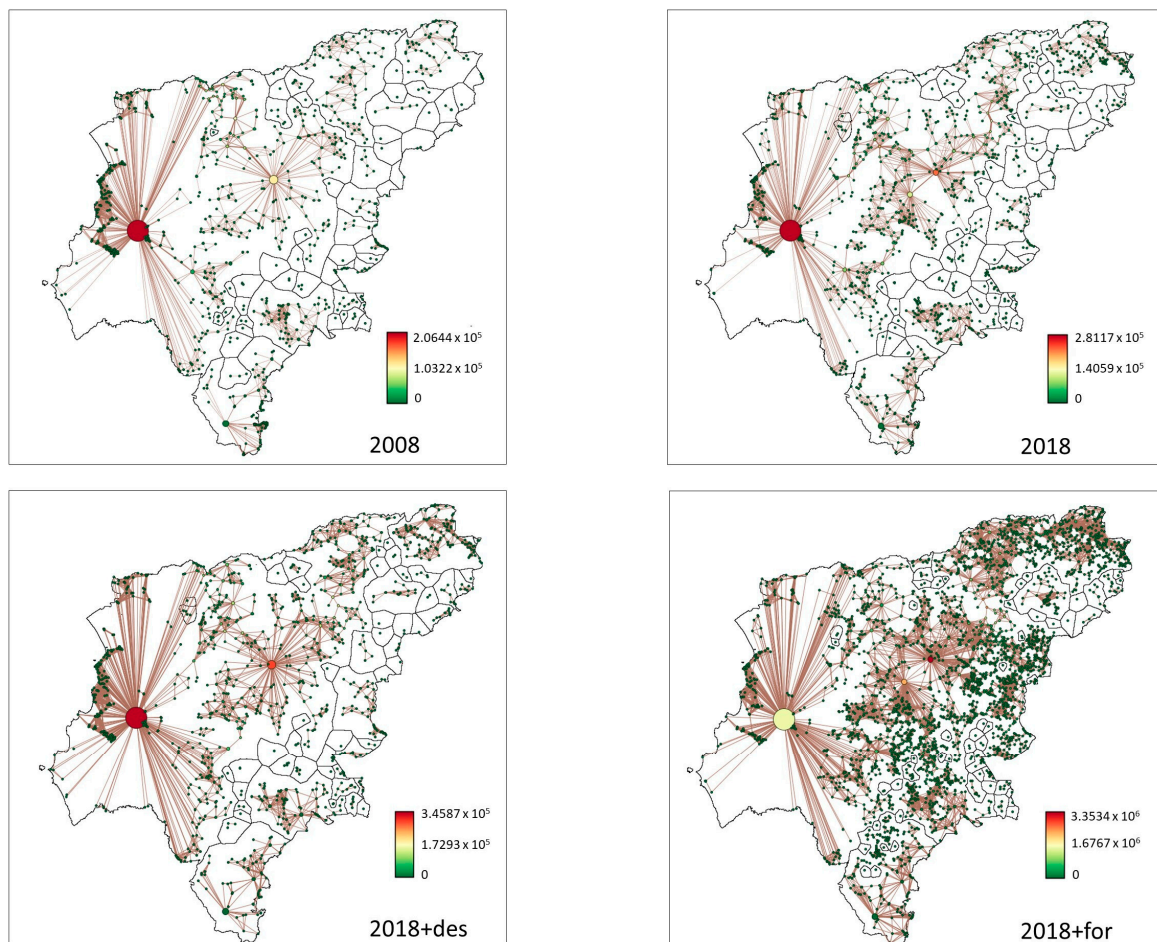 2.0644 x 10⁵
1.0322 x 10⁵
0
2008
2.8117 x 10⁵
1.4059 x 10⁵
0
2018
3.4587 x 10⁵
1.7293 x 10⁵
0
2018+des
3.3534 x 10⁶
1.6767 x 10⁶
0
2018+for